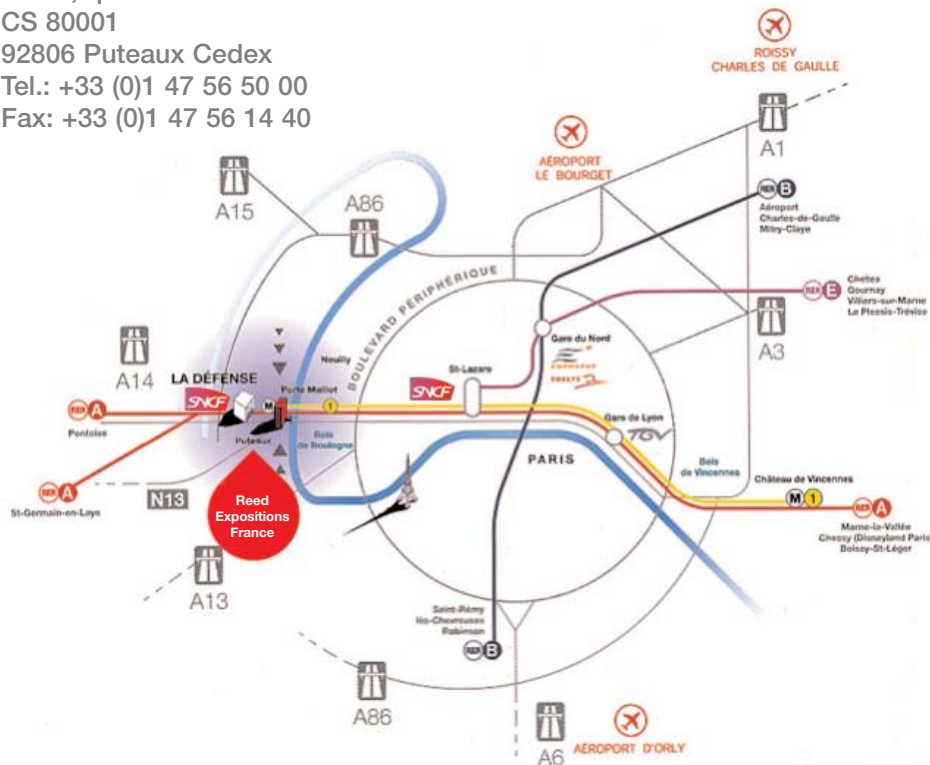 CS 80001
92806 Puteaux Cedex
Tel.: +33 (0)1 47 56 50 00
Fax: +33 (0)1 47 56 14 40
ROISSY
CHARLES DE GAULLE
A1
AÉROPORT
LE BOURGET
A15
A86
RER B
Aéroport
Charles-de-Gaulle
Mitry-Claye
BOULEVARD PÉRIPHÉRIQUE
RER E
Chelles
Gournay
Villiers-sur-Marne
Le Plessis-Trévise
A3
A14
Neuilly
Gare du Nord
LA DÉFENSE
St-Lazare
SNCF
Porte Maillot
SNCF
M
1
RER A
Pontoise
Puteaux
Bois
de Boulogne
Gare de Lyon
TGV
PARIS
Bois
de Vincennes
Château de Vincennes
M 1
RER A
St-Germain-en-Laye
N13
Reed
Expositions
France
RER A
Marne-la-Vallée
Chessy (Disneyland Paris
Boissy-St-Léger
A13
Saint-Rémy
lès-Chevreuses
Robinson
RER B
A86
A6
AÉROPORT D'ORLY